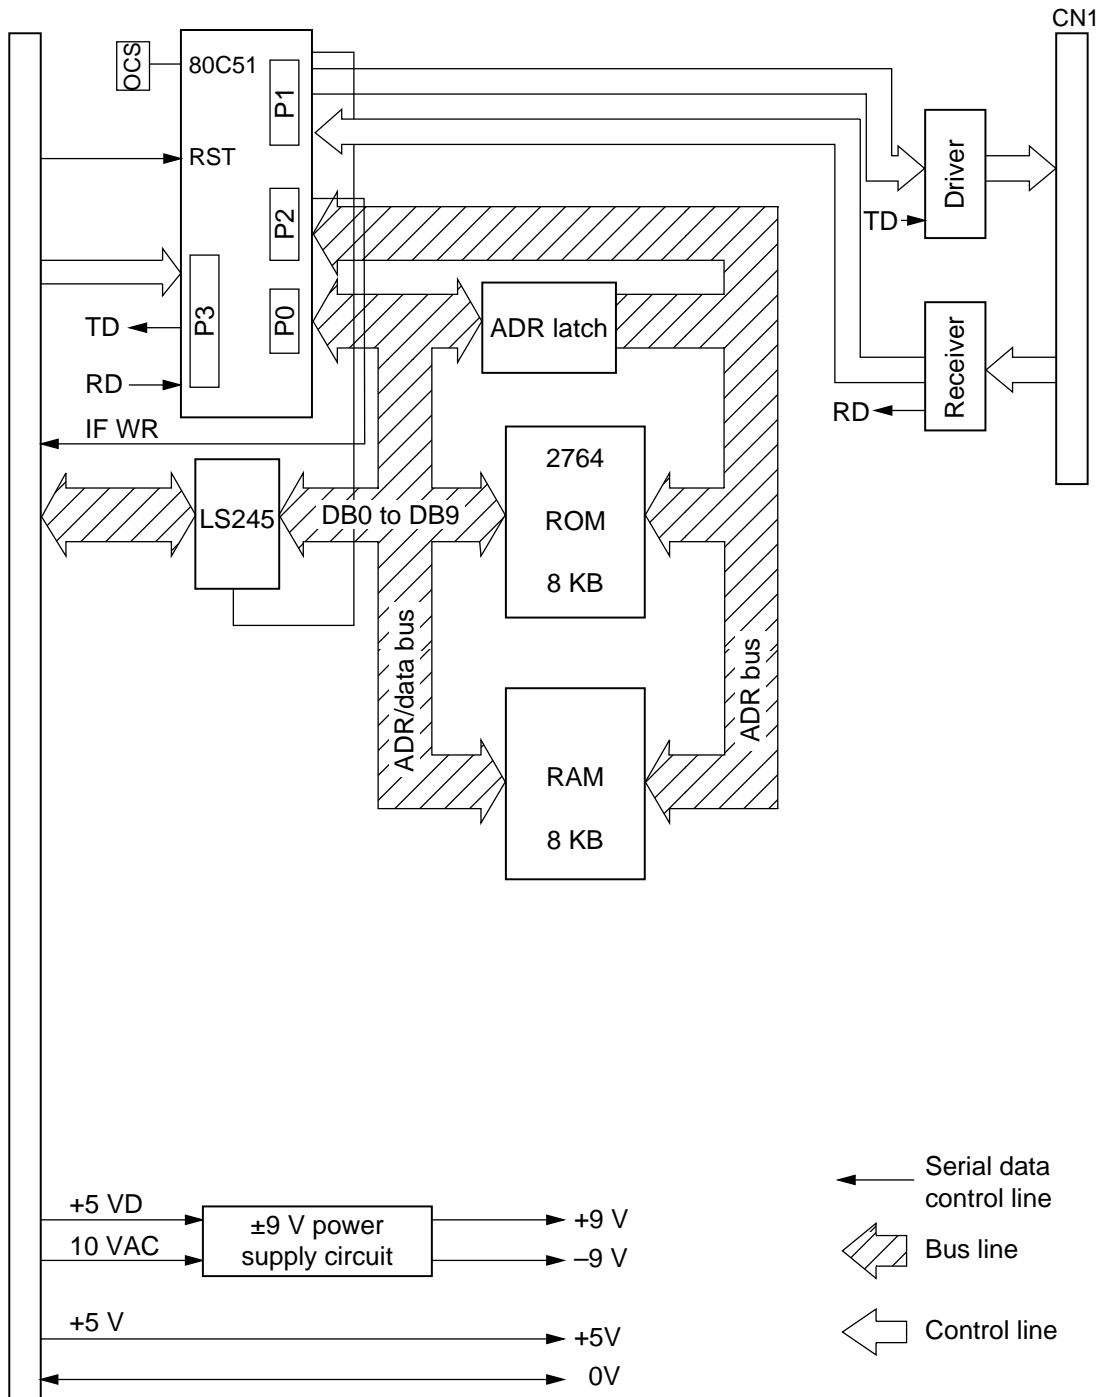 CN1
OCS
80C51
P1
RST
Driver
P2
TD
P3
P0
ADR latch
TD
Receiver
RD
RD
IF WR
2764
ROM
8 KB
LS245
DB0 to DB9
ADR/data bus
ADR bus
RAM
8 KB
Serial data
control line
+5 VD
10 VAC
±9 V power
supply circuit
+9 V
–9 V
Bus line
+5 V
+5V
Control line
0V